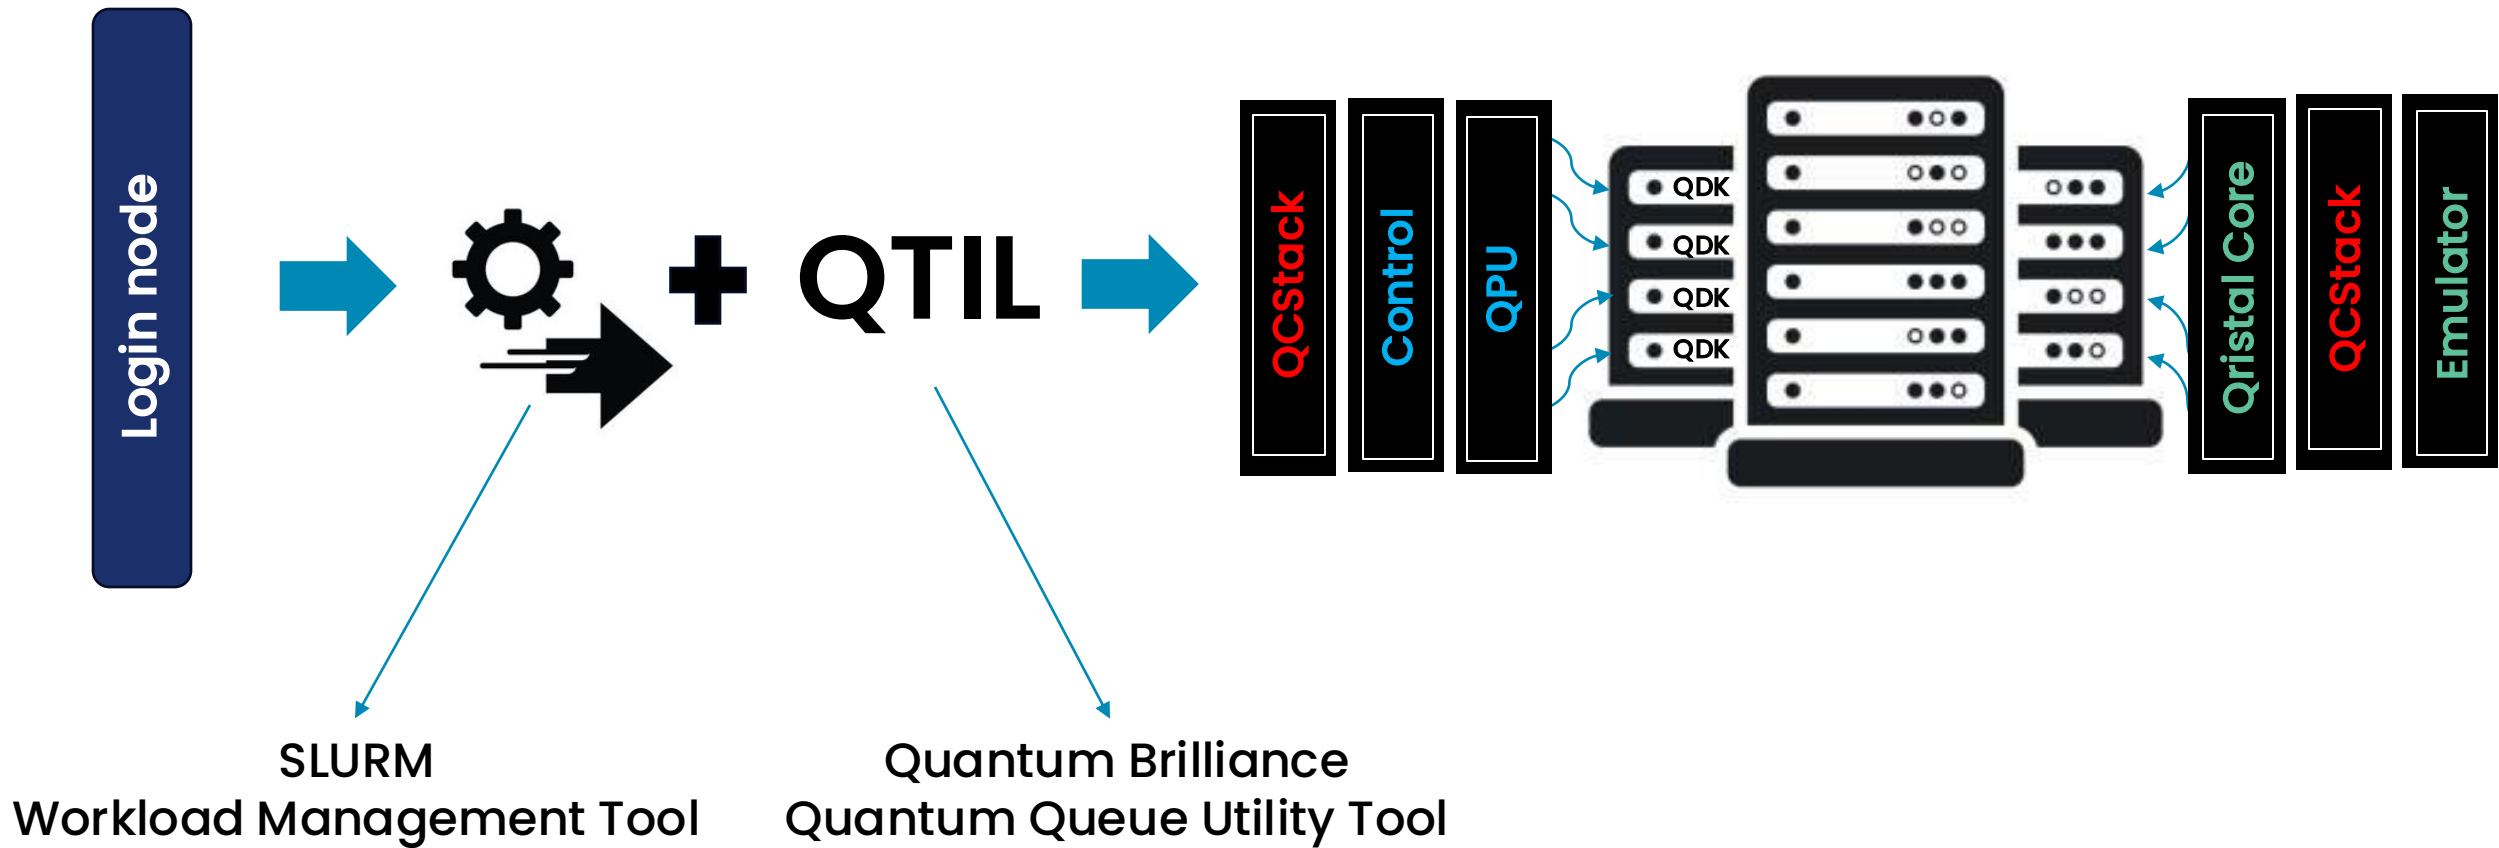 Login node
QTIL
QCStack
Control
QPU
QDK
QDK
QDK
QDK
Qristal Core
QCStack
Emulator
SLURM
Workload Management Tool
Quantum Brilliance
Quantum Queue Utility Tool